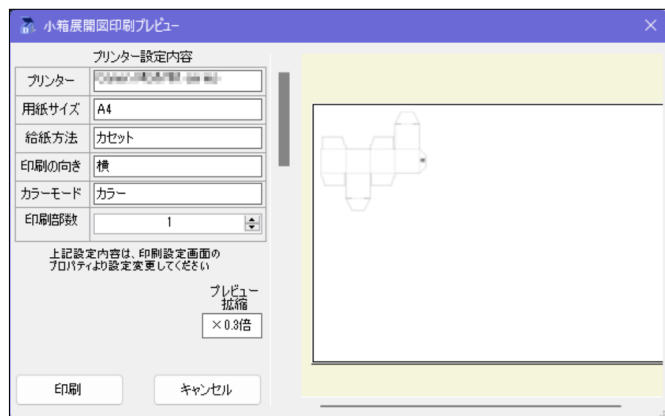 小箱展開図印刷プレビュー
プリンター設定内容
プリンター
用紙サイズ A4
給紙方法 カセット
印刷の向き 横
カラーモード カラー
印刷部数 1
上記設定内容は、印刷設定画面の
プロパティより設定変更してください
プレビュー
拡縮
×0.3倍
印刷 キャンセル